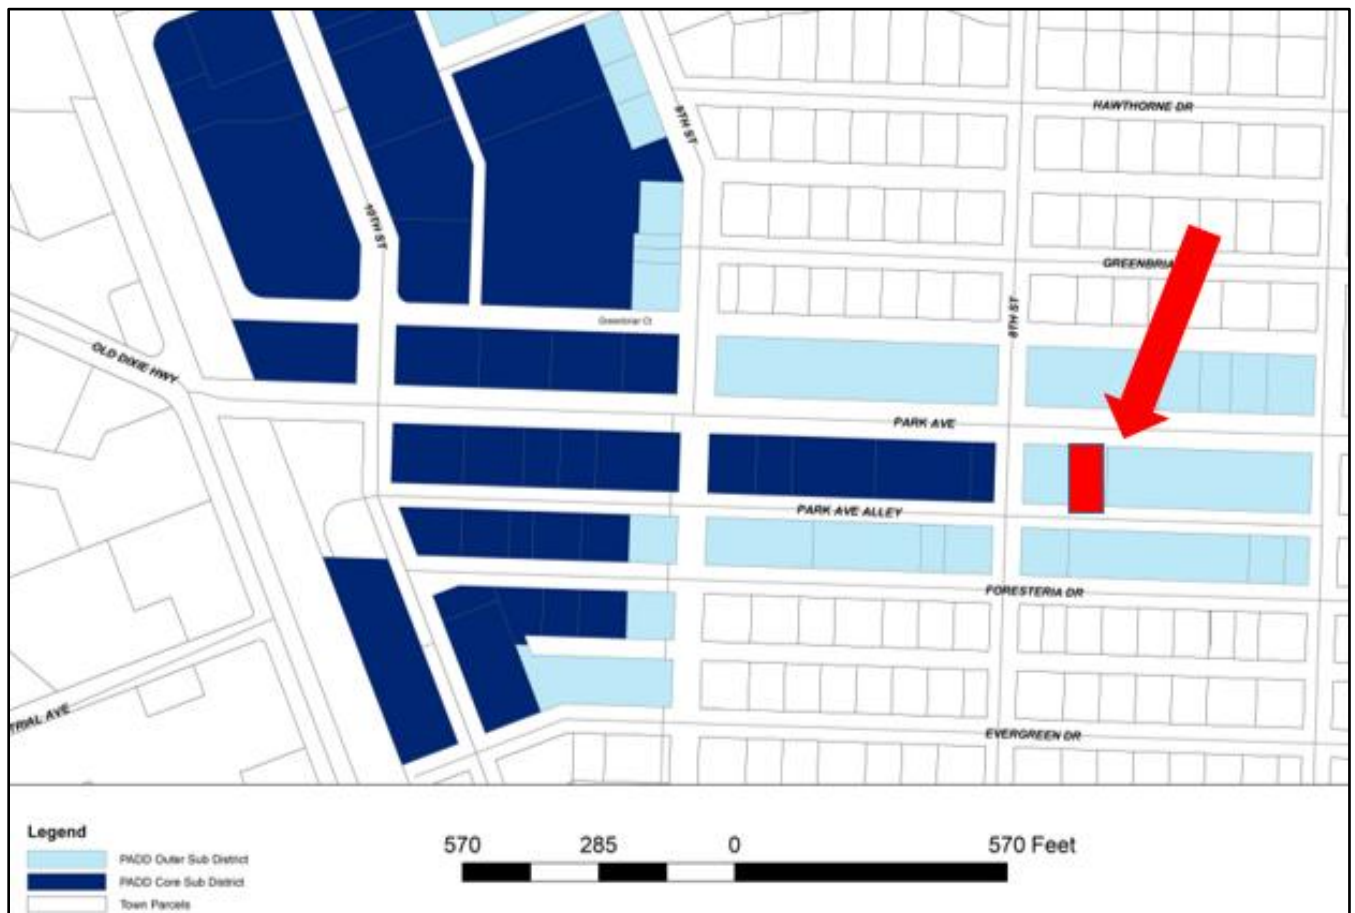 HAWTHORNE DR
9TH ST
10TH ST
GREENBRIA
8TH ST
Greenbriar Ct
OLD DIXIE HWY
PARK AVE
PARK AVE ALLEY
FORESTERIA DR
TRIAL AVE
EVERGREEN DR
Legend
PADD Outer Sub District
PADD Core Sub District
Town Parcels
570 285 0 570 Feet